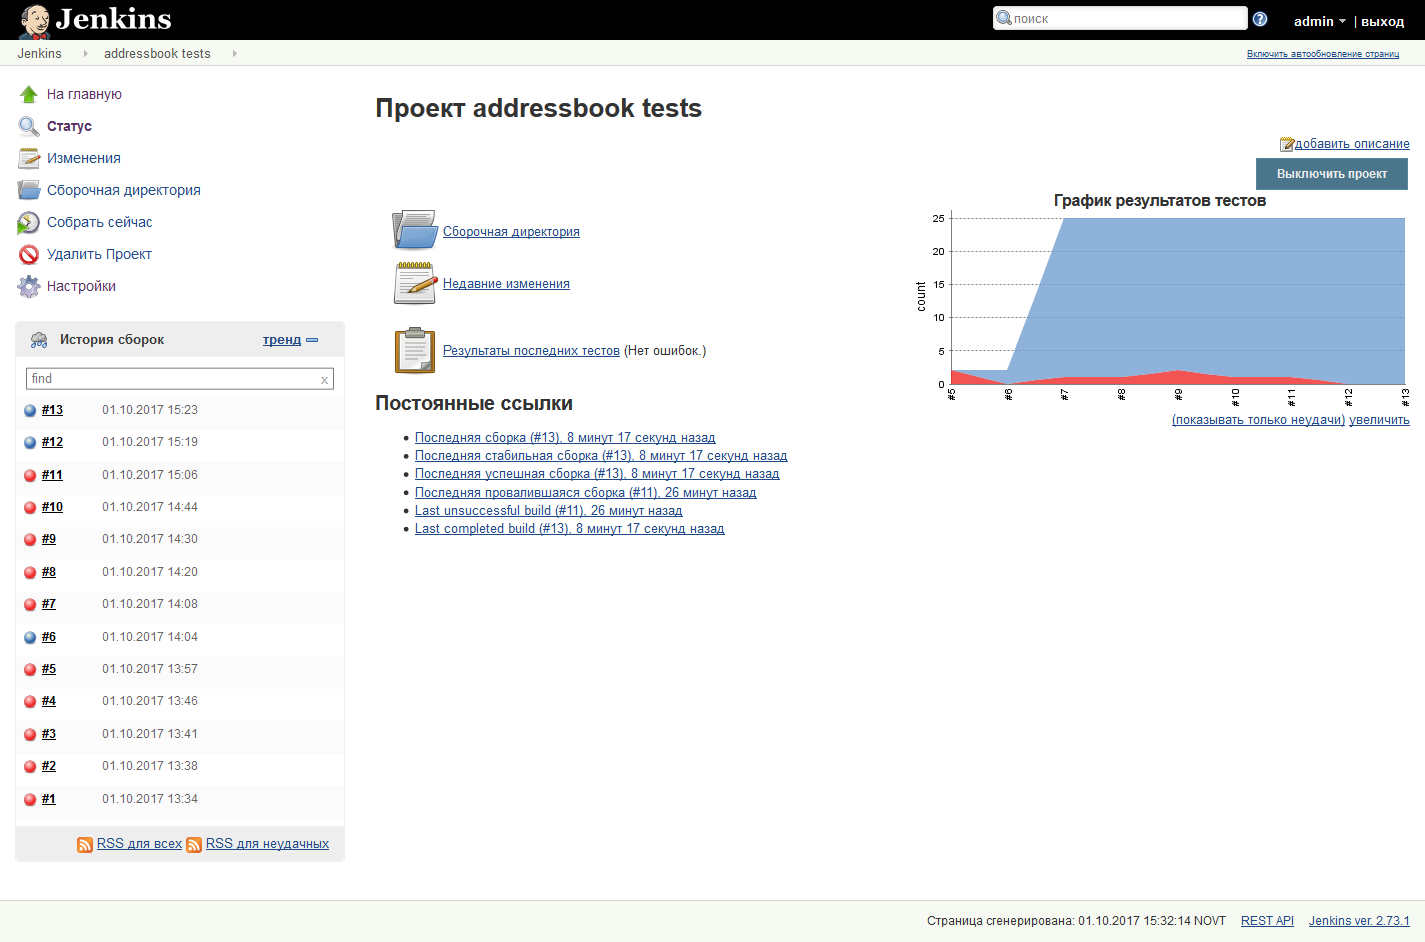 Jenkins
поиск
admin | выход
Jenkins addressbook tests
Включить автообновление страниц
На главную
Статус
Изменения
Сборочная директория
Собрать сейчас
Удалить Проект
Настройки
История сборок тренд
find x
#13 01.10.2017 15:23
#12 01.10.2017 15:19
#11 01.10.2017 15:06
#10 01.10.2017 14:44
#9 01.10.2017 14:30
#8 01.10.2017 14:20
#7 01.10.2017 14:08
#6 01.10.2017 14:04
#5 01.10.2017 13:57
#4 01.10.2017 13:46
#3 01.10.2017 13:41
#2 01.10.2017 13:38
#1 01.10.2017 13:34
RSS для всех RSS для неудачных
Проект addressbook tests
добавить описание
Выключить проект
Сборочная директория
Недавние изменения
Результаты последних тестов (Нет ошибок.)
График результатов тестов
25
20
15
10
5
0
count
#5 #6 #7 #8 #9 #10 #11 #12 #13
(показывать только неудачи) увеличить
Постоянные ссылки
Последняя сборка (#13), 8 минут 17 секунд назад
Последняя стабильная сборка (#13), 8 минут 17 секунд назад
Последняя успешная сборка (#13), 8 минут 17 секунд назад
Последняя провалившаяся сборка (#11), 26 минут назад
Last unsuccessful build (#11), 26 минут назад
Last completed build (#13), 8 минут 17 секунд назад
Страница сгенерирована: 01.10.2017 15:32:14 NOVT REST API Jenkins ver. 2.73.1